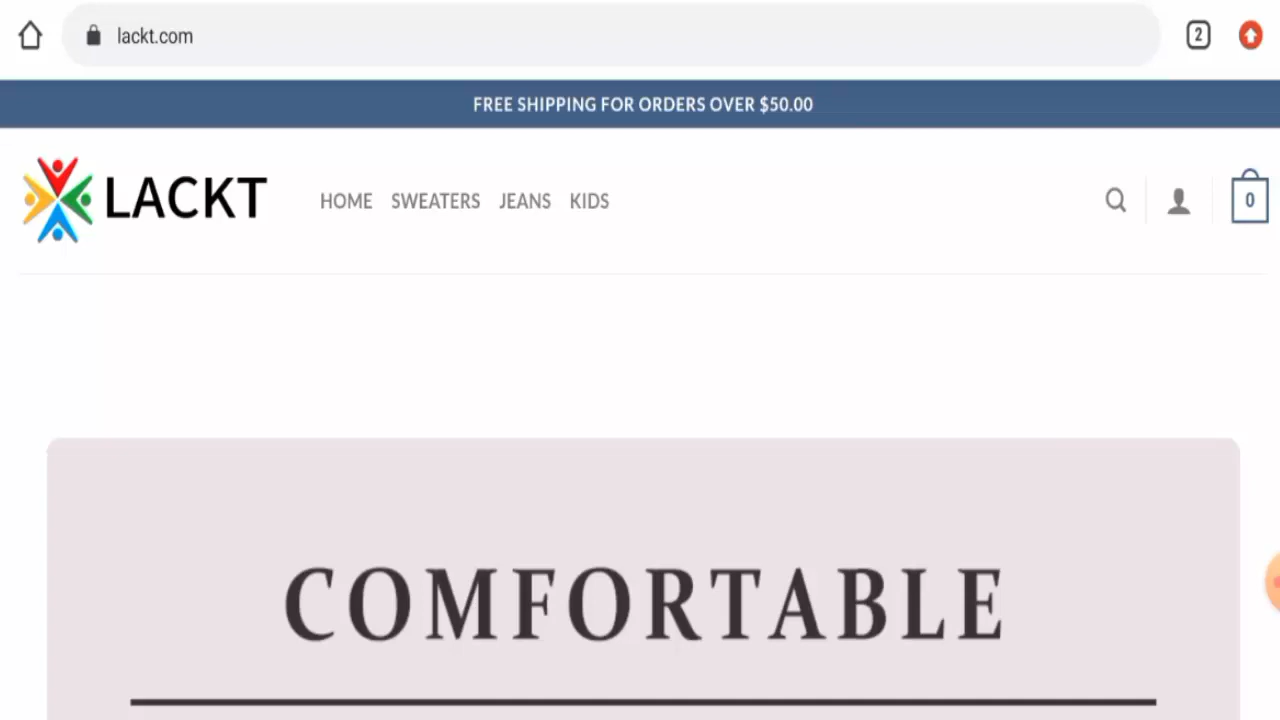 lackt.com
2
FREE SHIPPING FOR ORDERS OVER $50.00
LACKT
HOME SWEATERS JEANS KIDS
0
COMFORTABLE